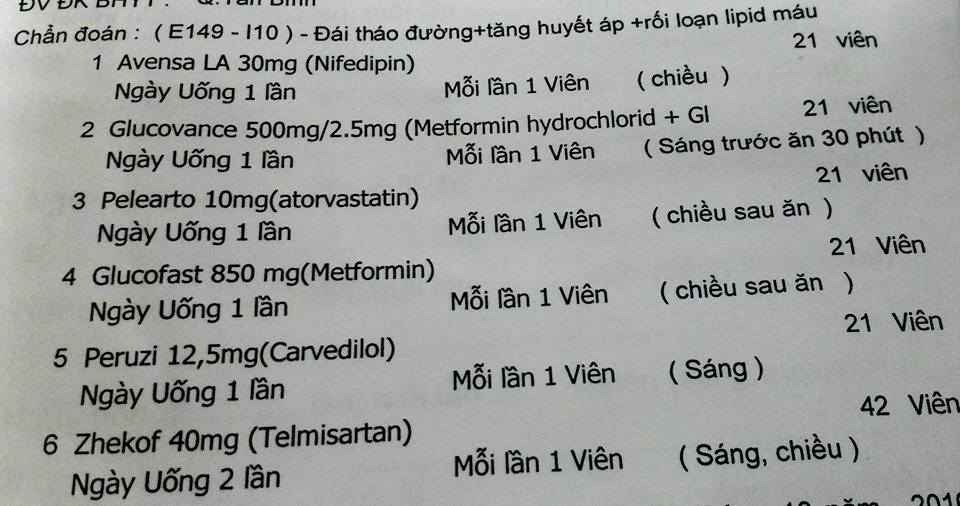 ĐV ĐK BHYT : Q.Tân Bình
Chẩn đoán : ( E149 - I10 ) - Đái tháo đường+tăng huyết áp +rối loạn lipid máu
1 Avensa LA 30mg (Nifedipin) 21 viên
Ngày Uống 1 lần Mỗi lần 1 Viên ( chiều )
2 Glucovance 500mg/2.5mg (Metformin hydrochlorid + Gl 21 viên
Ngày Uống 1 lần Mỗi lần 1 Viên ( Sáng trước ăn 30 phút )
3 Pelearto 10mg(atorvastatin) 21 viên
Ngày Uống 1 lần Mỗi lần 1 Viên ( chiều sau ăn )
4 Glucofast 850 mg(Metformin) 21 Viên
Ngày Uống 1 lần Mỗi lần 1 Viên ( chiều sau ăn )
5 Peruzi 12,5mg(Carvedilol) 21 Viên
Ngày Uống 1 lần Mỗi lần 1 Viên ( Sáng )
6 Zhekof 40mg (Telmisartan) 42 Viên
Ngày Uống 2 lần Mỗi lần 1 Viên ( Sáng, chiều )
năm